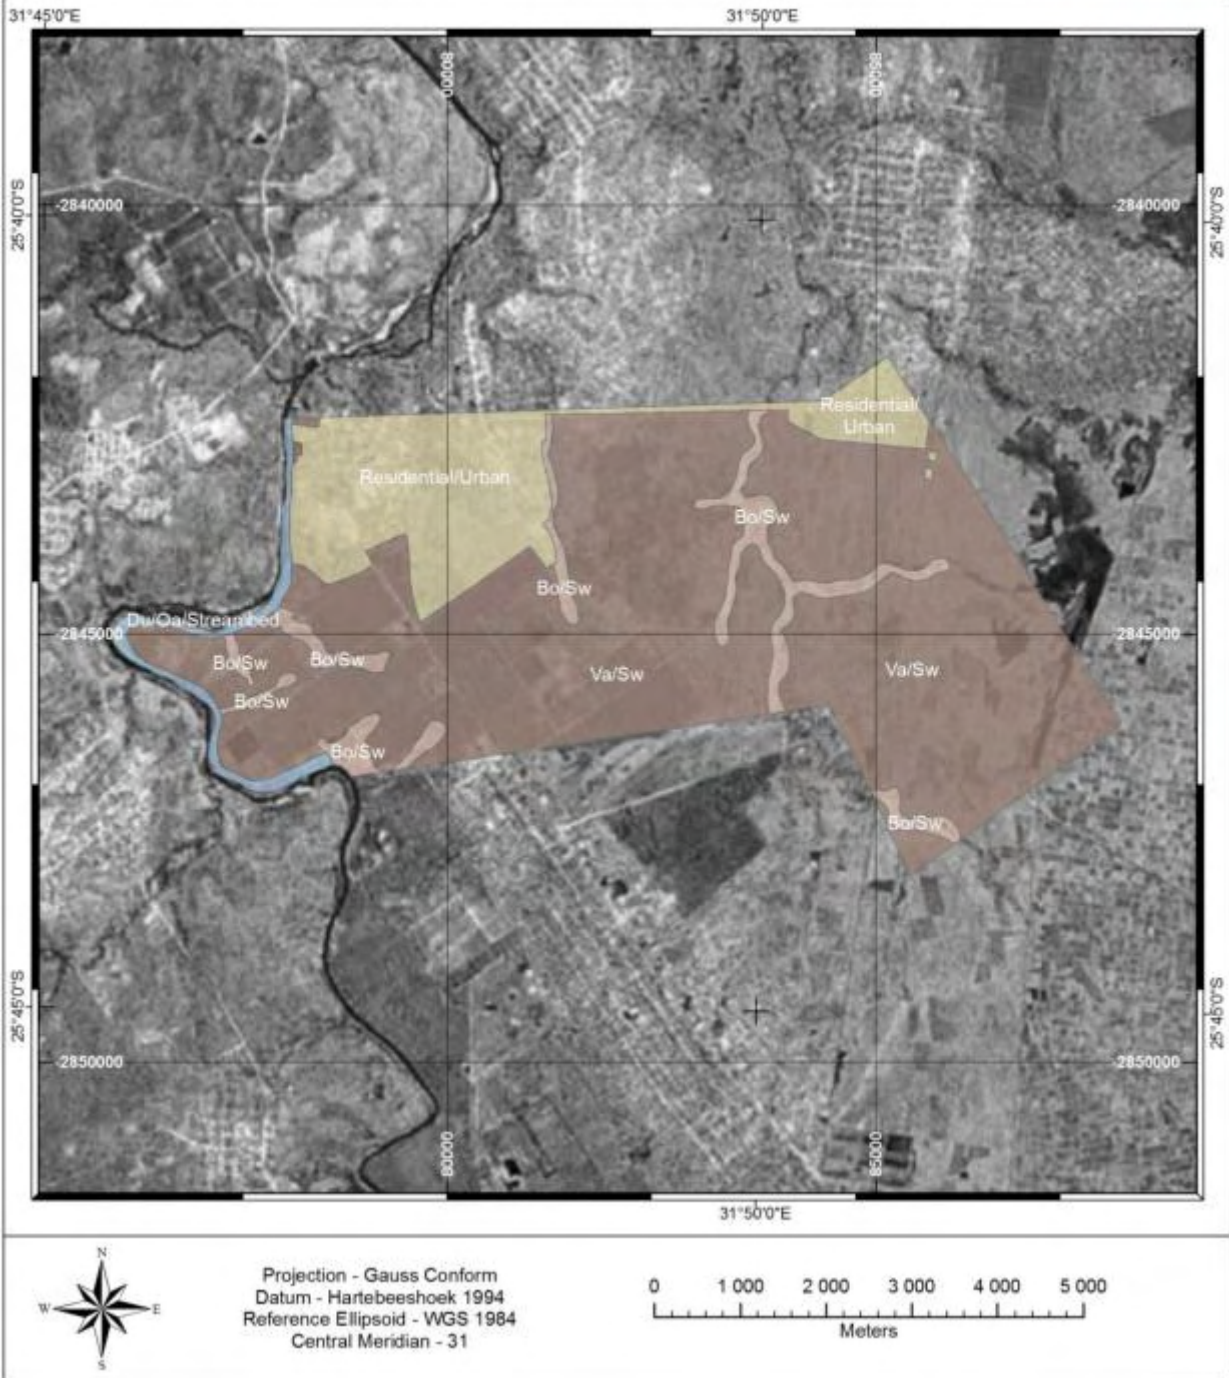 31°45'0"E
31°50'0"E
80000
85000
25°40'0"S
-2840000
-2840000
25°40'0"S
Residential/
Urban
Residential/Urban
Bo/Sw
Bo/Sw
Du/Oa/Streambed
-2845000
-2845000
Bo/Sw
Bo/Sw
Va/Sw
Va/Sw
Bo/Sw
Bo/Sw
Bo/Sw
25°45'0"S
25°45'0"S
-2850000
-2850000
80000
85000
31°50'0"E
N
W
E
S
Projection - Gauss Conform
Datum - Hartebeeshoek 1994
Reference Ellipsoid - WGS 1984
Central Meridian - 31
0 1 000 2 000 3 000 4 000 5 000
Meters